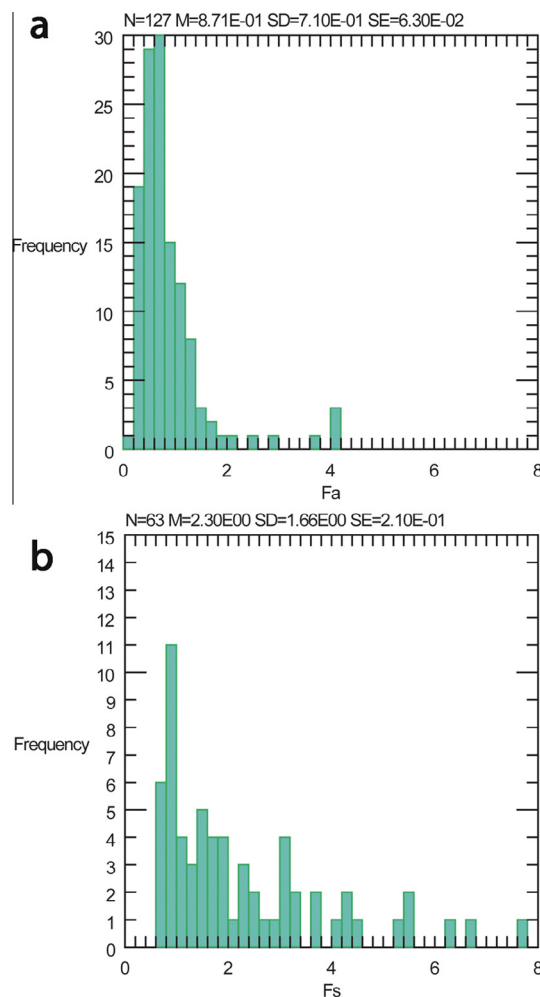 a
N=127 M=8.71E-01 SD=7.10E-01 SE=6.30E-02
30
25
20
Frequency 15
10
5
0
0 2 4 6 8
Fa
b
N=63 M=2.30E00 SD=1.66E00 SE=2.10E-01
15
14
13
12
11
10
9
8
Frequency
7
6
5
4
3
2
1
0
0 2 4 6 8
Fs